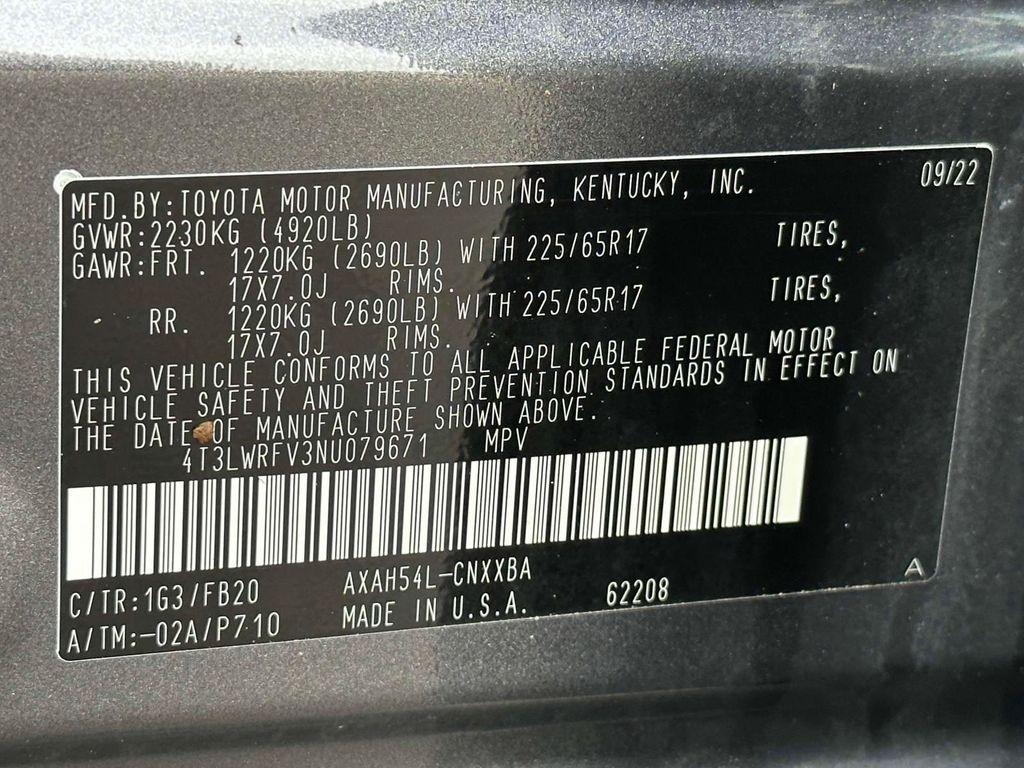 09/22
MFD.BY:TOYOTA MOTOR MANUFACTURING, KENTUCKY, INC.
GVWR:2230KG (4920LB)
GAWR:FRT. 1220KG (2690LB) WITH 225/65R17 TIRES,
17X7.0J RIMS.
RR. 1220KG (2690LB) WITH 225/65R17 TIRES,
17X7.0J RIMS.
THIS VEHICLE CONFORMS TO ALL APPLICABLE FEDERAL MOTOR
VEHICLE SAFETY AND THEFT PREVENTION STANDARDS IN EFFECT ON
THE DATE OF MANUFACTURE SHOWN ABOVE.
4T3LWRFV3NU079671 MPV
C/TR:1G3/FB20 AXAH54L-CNXXBA
A/TM:-02A/P710 MADE IN U.S.A. 62208
A